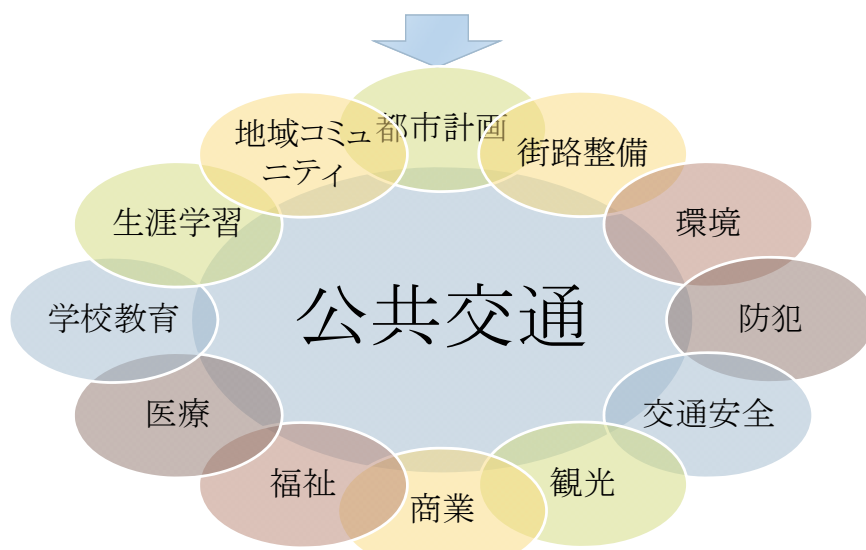 都市計画
地域コミュ
ニティ
街路整備
生涯学習
環境
学校教育
公共交通
防犯
医療
交通安全
福祉
観光
商業